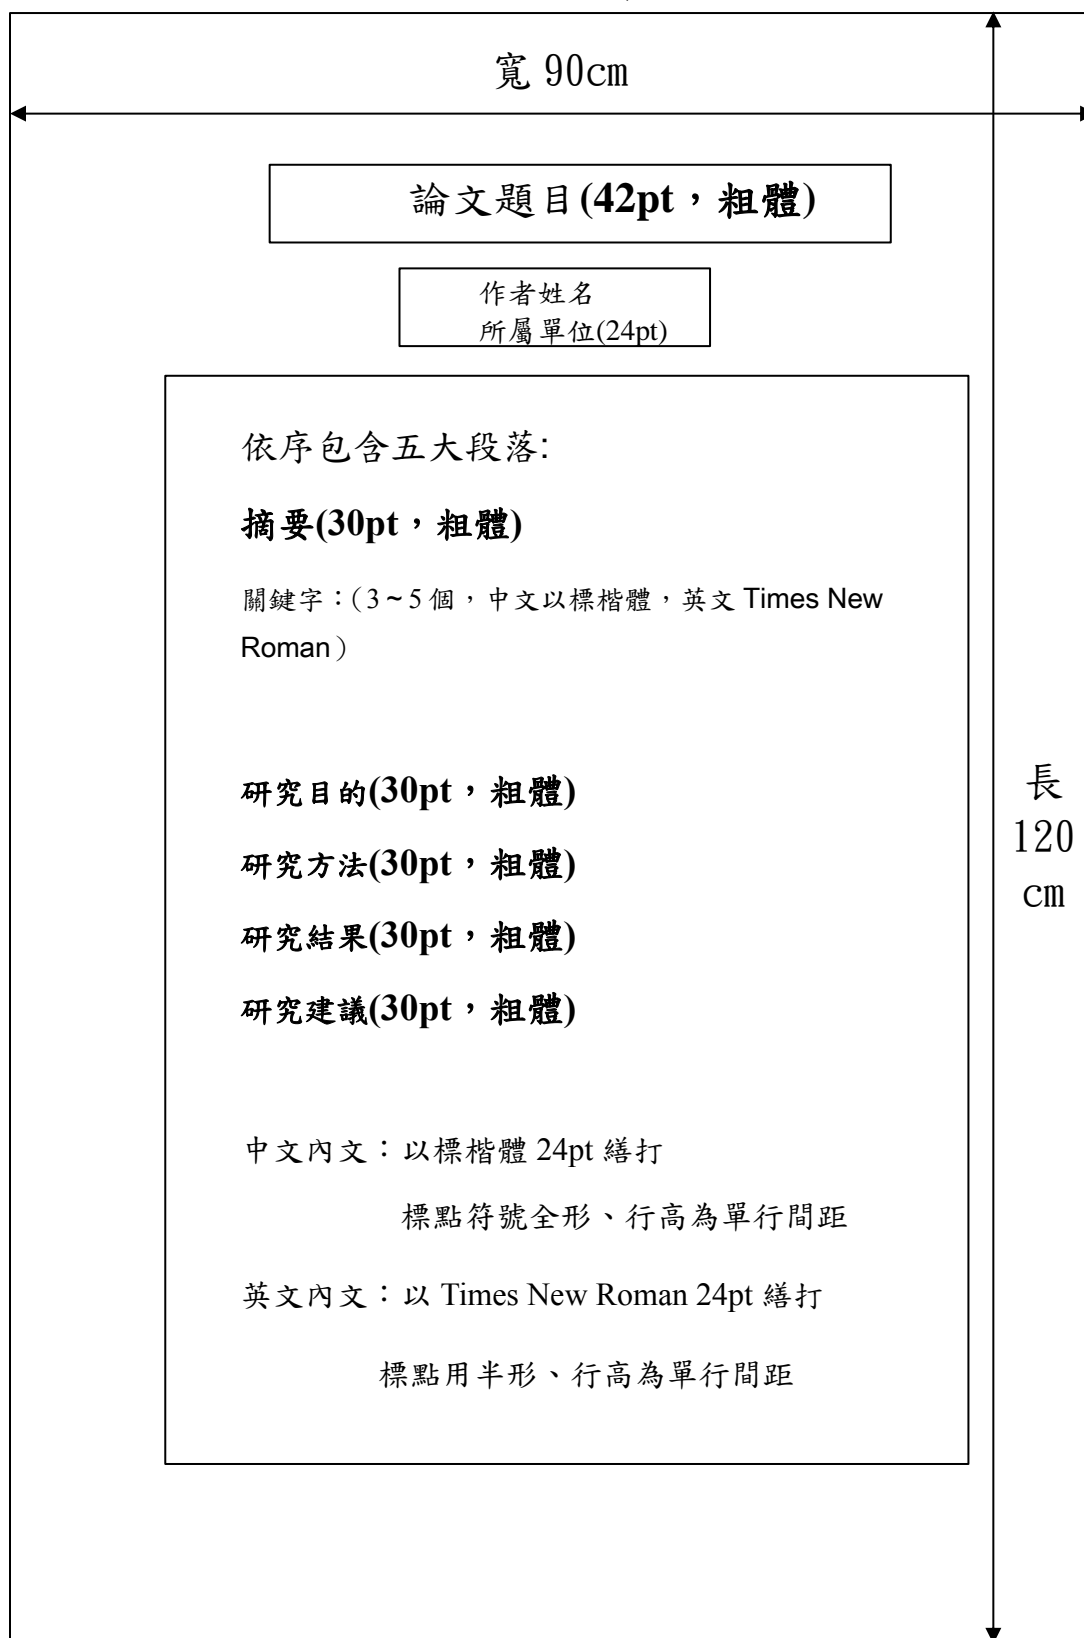 寬 90cm
論文題目(42pt，粗體)
作者姓名
所屬單位(24pt)
依序包含五大段落:
摘要(30pt，粗體)
關鍵字：（3~5 個，中文以標楷體，英文 Times New
Roman）
研究目的(30pt，粗體)
研究方法(30pt，粗體)
研究結果(30pt，粗體)
研究建議(30pt，粗體)
長
120
cm
中文內文：以標楷體 24pt 繕打
標點符號全形、行高為單行間距
英文內文：以 Times New Roman 24pt 繕打
標點用半形、行高為單行間距